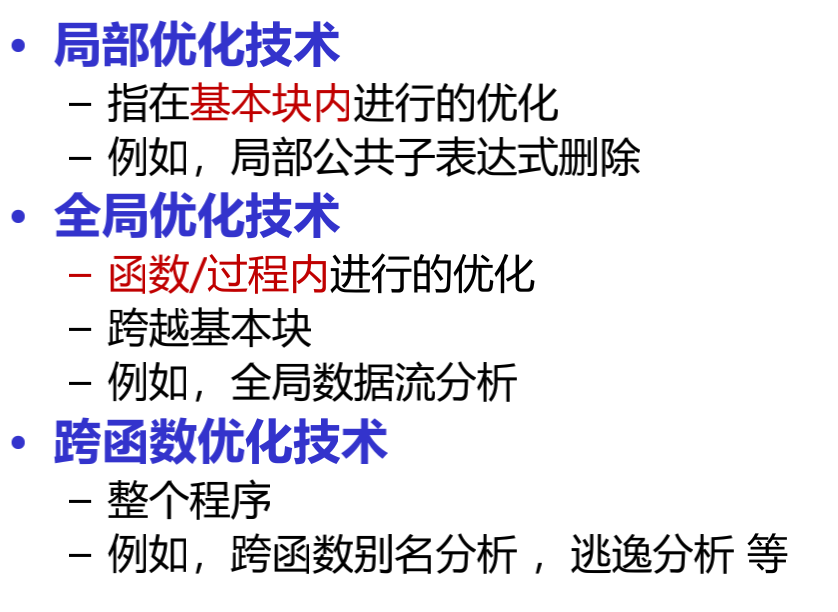 • 局部优化技术
– 指在基本块内进行的优化
– 例如，局部公共子表达式删除
• 全局优化技术
– 函数/过程内进行的优化
– 跨越基本块
– 例如，全局数据流分析
• 跨函数优化技术
– 整个程序
– 例如，跨函数别名分析 ，逃逸分析 等